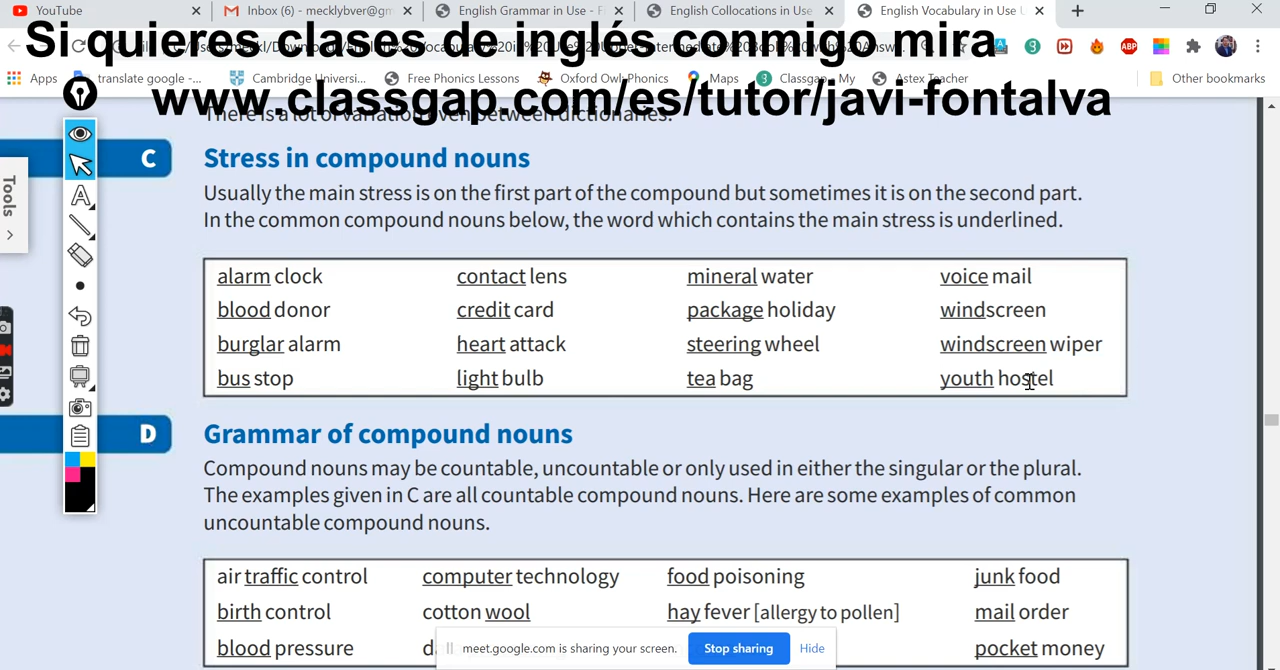 YouTube
Inbox (6) - mecklybver@gm
English Grammar in Use - Fi
English Collocations in Use
English Vocabulary in Use U
Si quieres clases de inglés conmigo mira
Apps
translate google -...
Cambridge Universi...
Free Phonics Lesson
Oxford Owl Phonics
Maps
Classgap - My
Astex Teacher
Other bookmarks
www.classgap.com/es/tutor/javi-fontalva
There is a lot of variation even between dictionaries.
Tools
C
Stress in compound nouns
Usually the main stress is on the first part of the compound but sometimes it is on the second part.
In the common compound nouns below, the word which contains the main stress is underlined.
alarm clock contact lens mineral water voice mail
blood donor credit card package holiday windscreen
burglar alarm heart attack steering wheel windscreen wiper
bus stop light bulb tea bag youth hostel
D
Grammar of compound nouns
Compound nouns may be countable, uncountable or only used in either the singular or the plural.
The examples given in C are all countable compound nouns. Here are some examples of common
uncountable compound nouns.
air traffic control computer technology food poisoning junk food
birth control cotton wool hay fever [allergy to pollen] mail order
blood pressure pocket money
meet.google.com is sharing your screen. Stop sharing Hide